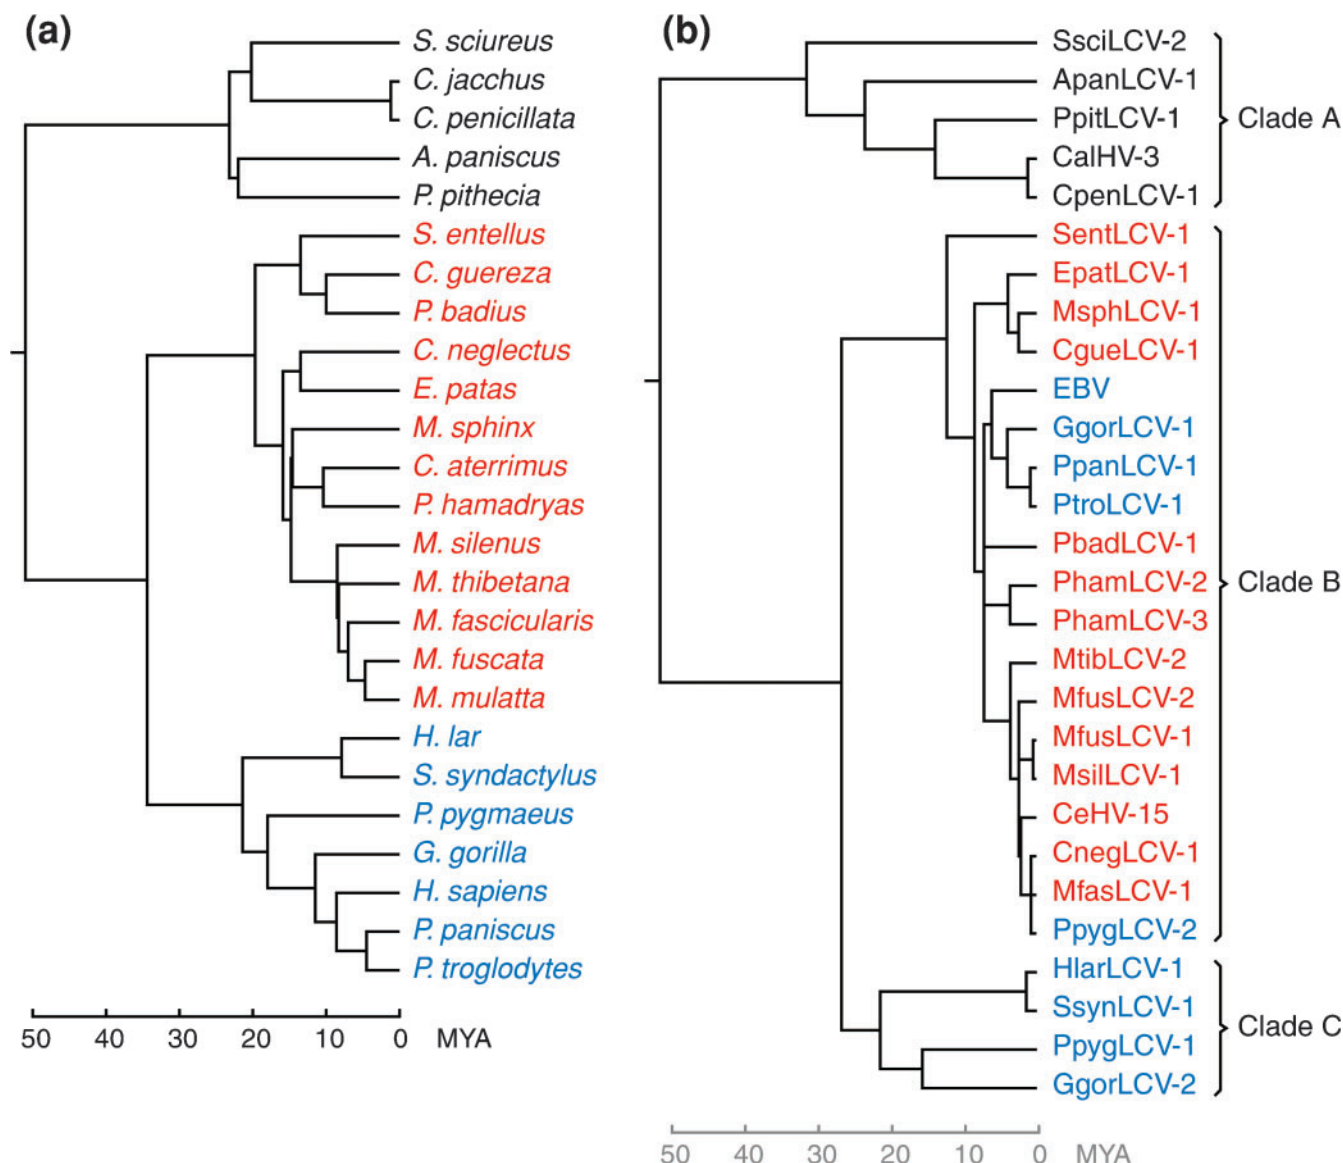 (a)
S. sciureus
C. jacchus
C. penicillata
A. paniscus
P. pithecia
S. entellus
C. guereza
P. badius
C. neglectus
E. patas
M. sphinx
C. aterrimus
P. hamadryas
M. silenus
M. thibetana
M. fascicularis
M. fuscata
M. mulatta
H. lar
S. syndactylus
P. pygmaeus
G. gorilla
H. sapiens
P. paniscus
P. troglodytes
50 40 30 20 10 0 MYA
(b)
SsciLCV-2
ApanLCV-1
PpitLCV-1
CalHV-3
CpenLCV-1
Clade A
SentLCV-1
EpatLCV-1
MsphLCV-1
CgueLCV-1
EBV
GgorLCV-1
PpanLCV-1
PtroLCV-1
PbadLCV-1
PhamLCV-2
PhamLCV-3
MtibLCV-2
MfusLCV-2
MfusLCV-1
MsilLCV-1
CeHV-15
CnegLCV-1
MfasLCV-1
PpygLCV-2
Clade B
HlarLCV-1
SsynLCV-1
PpygLCV-1
GgorLCV-2
Clade C
50 40 30 20 10 0 MYA